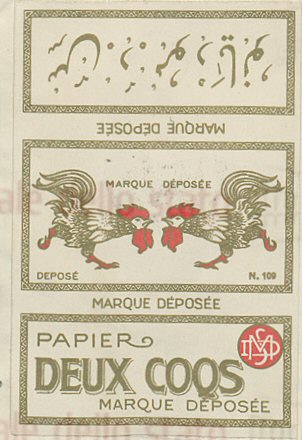 MARQUE DÉPOSÉE
MARQUE DÉPOSÉE
DEPOSÉ
N. 109
MARQUE DÉPOSÉE
PAPIER
DEUX COQS
MARQUE DÉPOSÉE